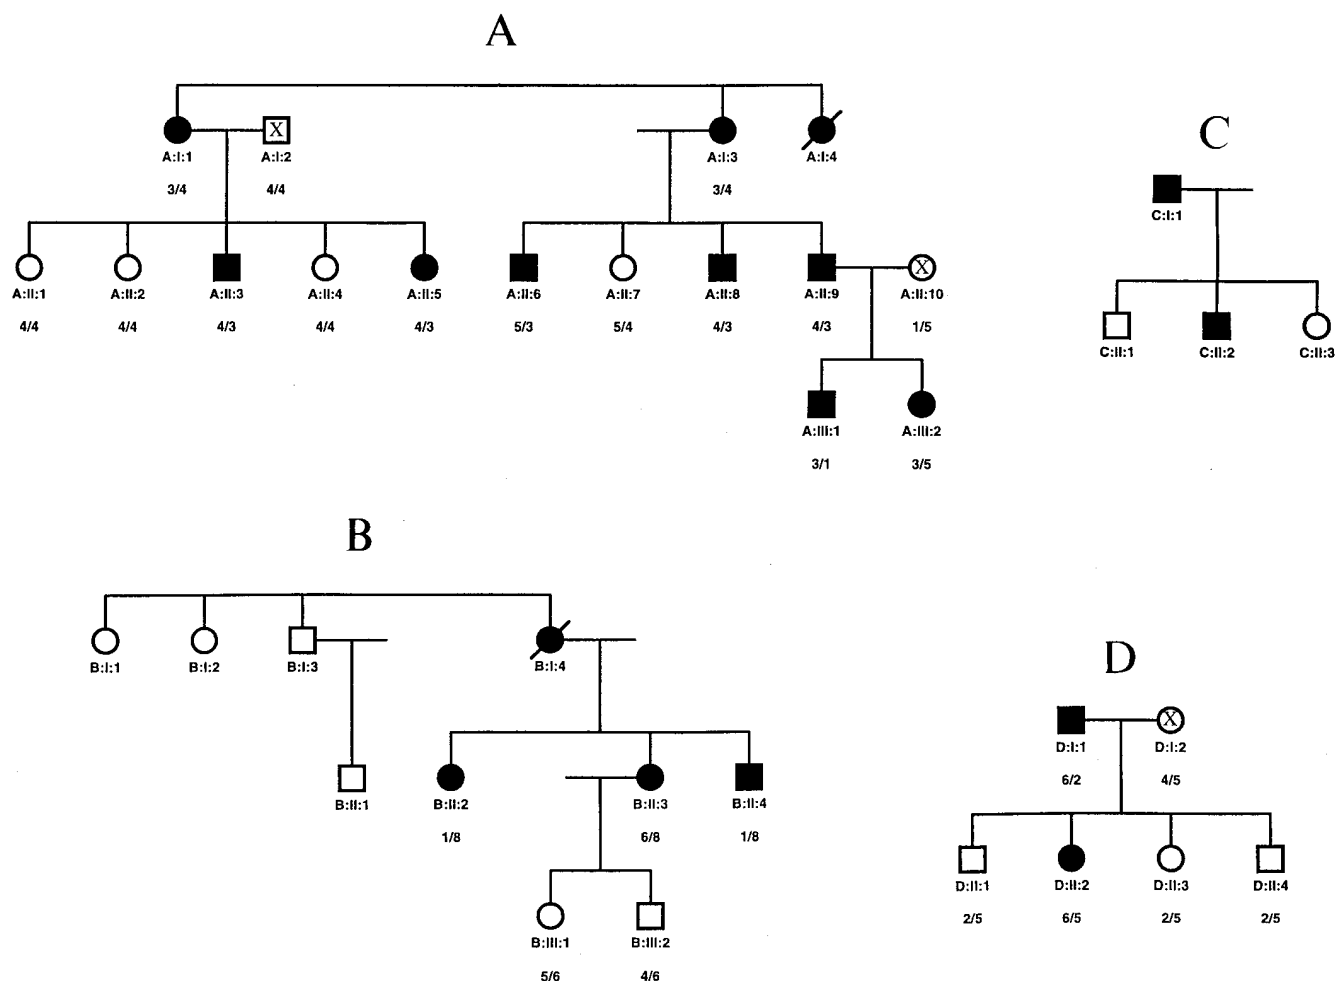 A
X
A:I:1 A:I:2 A:I:3 A:I:4
3/4 4/4 3/4
A:II:1 A:II:2 A:II:3 A:II:4 A:II:5 A:II:6 A:II:7 A:II:8 A:II:9 X A:II:10
4/4 4/4 4/3 4/4 4/3 5/3 5/4 4/3 4/3 1/5
A:III:1 A:III:2
3/1 3/5
C
C:I:1
C:II:1 C:II:2 C:II:3
B
B:I:1 B:I:2 B:I:3 B:I:4
B:II:1 B:II:2 B:II:3 B:II:4
1/8 6/8 1/8
B:III:1 B:III:2
5/6 4/6
D
X
D:I:1 D:I:2
6/2 4/5
D:II:1 D:II:2 D:II:3 D:II:4
2/5 6/5 2/5 2/5